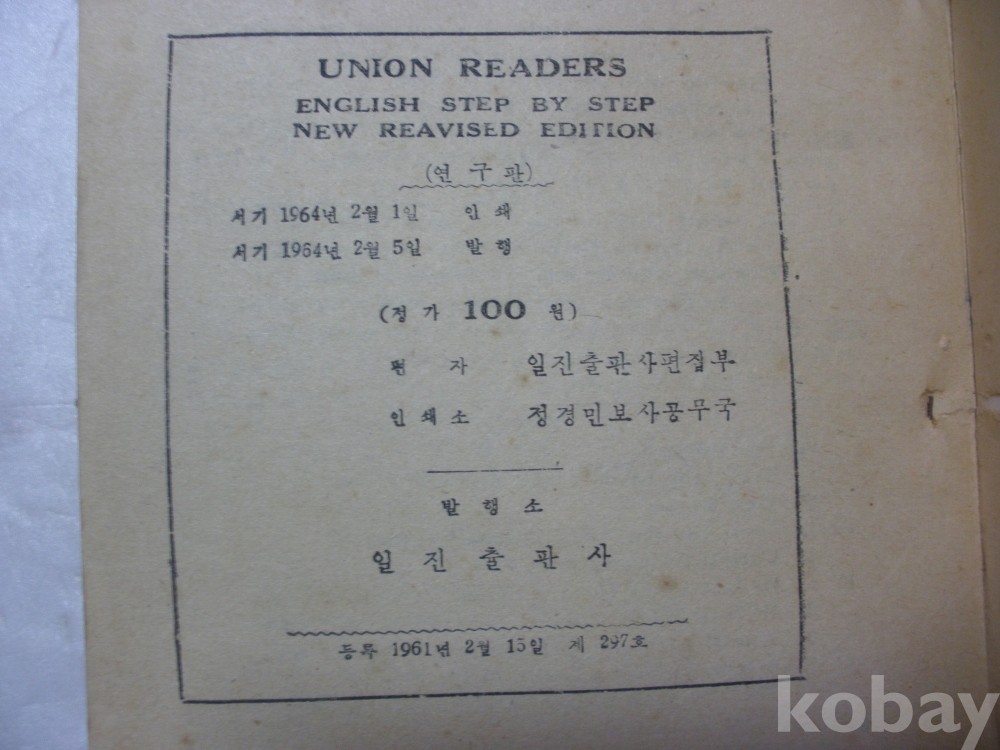 UNION READERS
ENGLISH STEP BY STEP
NEW REAVISED EDITION
(연구판)
서기 1964년 2월 1일 인쇄
서기 1964년 2월 5일 발행
(정가 100 원)
편 자 일진출판사편집부
인쇄소 정경민보사공무국
발행소
일진출판사
등록 1961년 2월 15일 제 297호
kobay